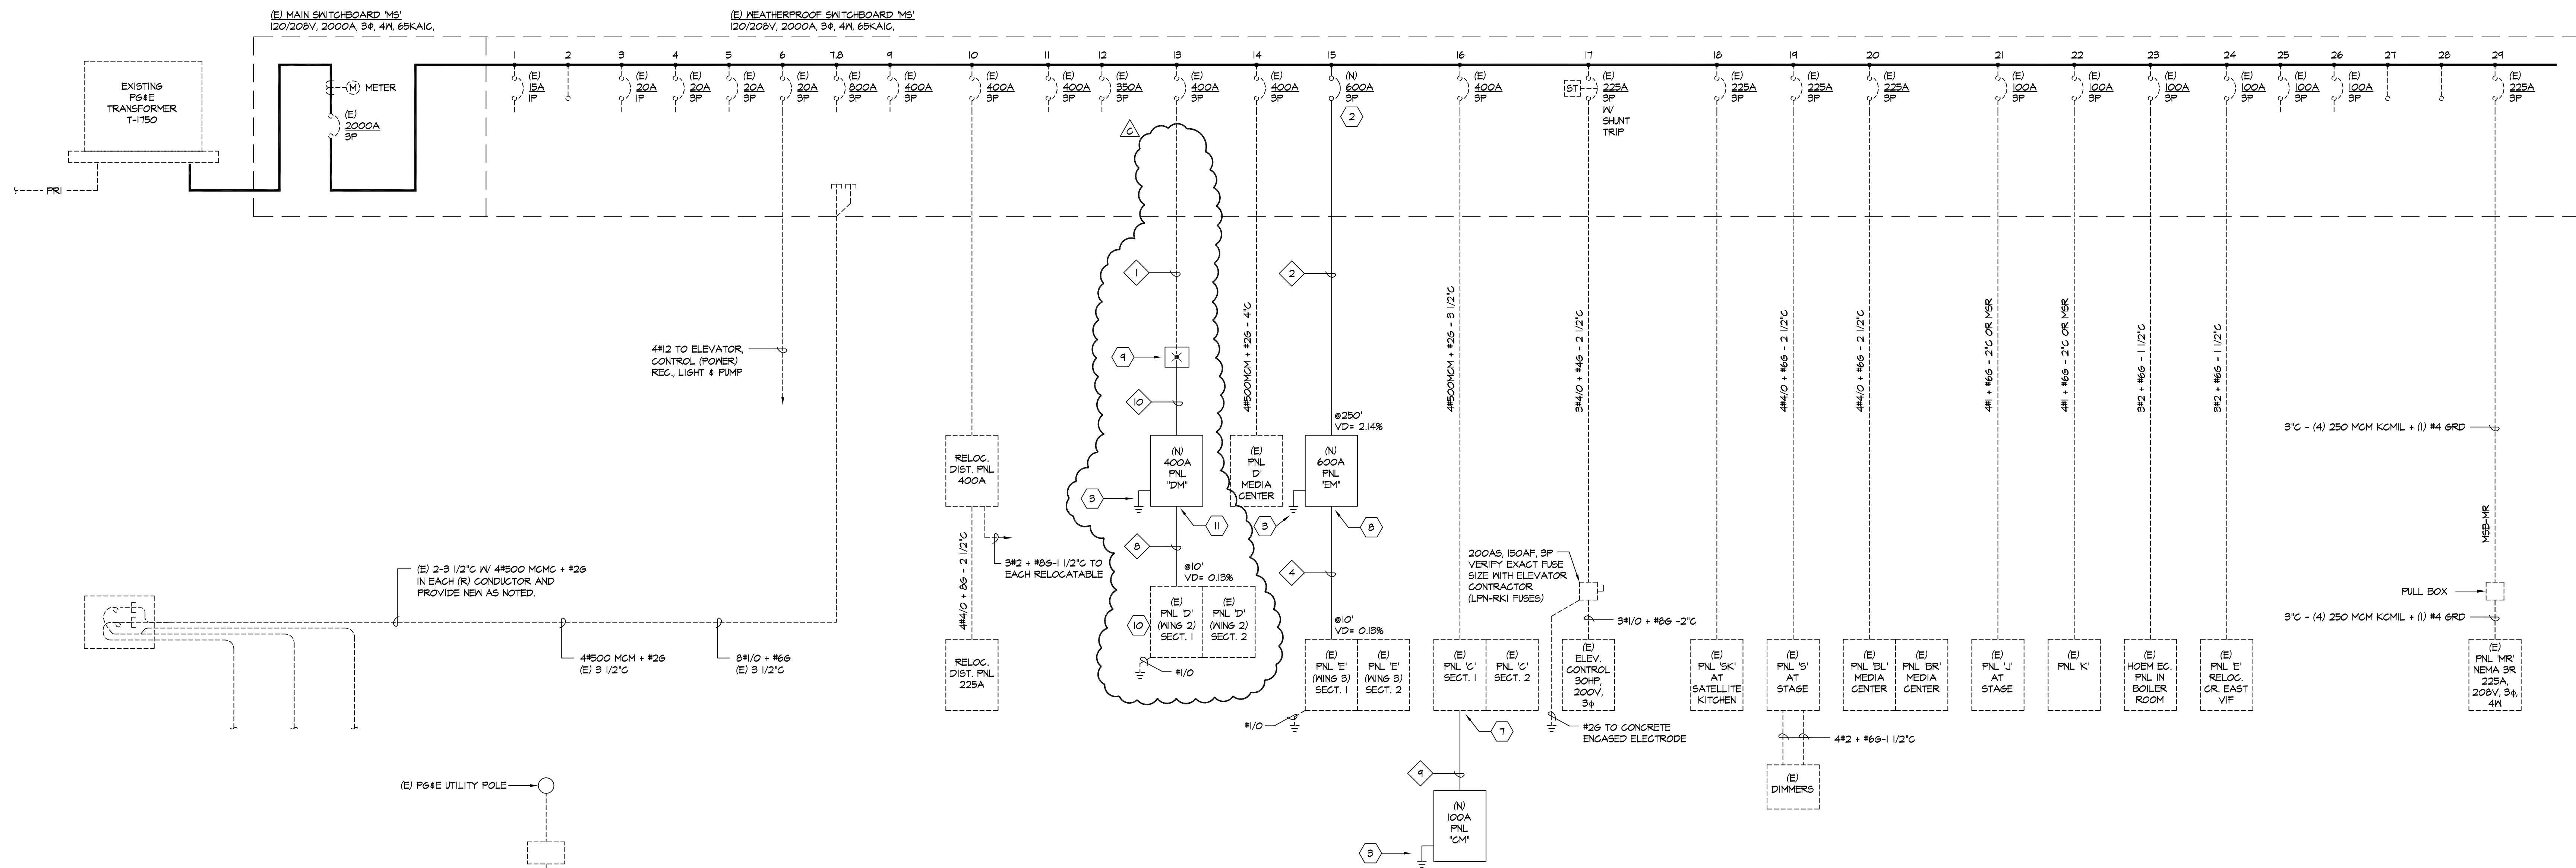 (E) MAIN SWITCHBOARD 'MS'
120/208V, 2000A, 3Φ, 4W, 65KAIC,
(E) WEATHERPROOF SWITCHBOARD 'MS'
120/208V, 2000A, 3Φ, 4W, 65KAIC,
EXISTING
PG&E
TRANSFORMER
T-1750
PRI
M
METER
(E)
2000A
3P
1
(E)
15A
1P
2
3
(E)
20A
1P
4
(E)
20A
3P
5
(E)
20A
3P
6
(E)
20A
3P
7,8
(E)
800A
3P
9
(E)
400A
3P
10
(E)
400A
3P
11
(E)
400A
3P
12
(E)
350A
3P
13
(E)
400A
3P
14
(E)
400A
3P
15
(N)
600A
3P
2
16
(E)
400A
3P
17
ST
(E)
225A
3P
W/
SHUNT
TRIP
18
(E)
225A
3P
19
(E)
225A
3P
20
(E)
225A
3P
21
(E)
100A
3P
22
(E)
100A
3P
23
(E)
100A
3P
24
(E)
100A
3P
25
(E)
100A
3P
26
(E)
100A
3P
27
28
29
(E)
225A
3P
C
4#12 TO ELEVATOR,
CONTROL (POWER)
REC., LIGHT & PUMP
RELOC.
DIST. PNL
400A
4#4/0 + 8G - 2 1/2"C
3#2 + #8G-1 1/2"C TO
EACH RELOCATABLE
RELOC.
DIST. PNL
225A
1
9
10
(N)
400A
PNL
"DM"
3
11
8
@10'
VD= 0.13%
10
(E)
PNL 'D'
(WING 2)
SECT. 1
(E)
PNL 'D'
(WING 2)
SECT. 2
#1/0
4#500MCM + #2G - 4"C
(E)
PNL
'D'
MEDIA
CENTER
2
@250'
VD= 2.14%
(N)
600A
PNL
"EM"
3
8
4
@10'
VD= 0.13%
(E)
PNL 'E'
(WING 3)
SECT. 1
(E)
PNL 'E'
(WING 3)
SECT. 2
#1/0
4#500MCM + #2G - 3 1/2"C
(E)
PNL 'C'
SECT. 1
(E)
PNL 'C'
SECT. 2
7
9
(N)
100A
PNL
"CM"
3
3#4/0 + #4G - 2 1/2"C
200AS, 150AF, 3P
VERIFY EXACT FUSE
SIZE WITH ELEVATOR
CONTRACTOR
(LPN-RK1 FUSES)
3#1/0 + #8G -2"C
(E)
ELEV.
CONTROL
30HP,
200V,
3Φ
#2G TO CONCRETE
ENCASED ELECTRODE
(E)
PNL 'SK'
AT
SATELLITE
KITCHEN
4#4/0 + #6G - 2 1/2"C
(E)
PNL 'S'
AT
STAGE
4#2 + #6G-1 1/2"C
(E)
DIMMERS
4#4/0 + #6G - 2 1/2"C
(E)
PNL 'BL'
MEDIA
CENTER
(E)
PNL 'BR'
MEDIA
CENTER
4#1 + #6G - 2"C OR MSR
(E)
PNL 'J'
AT
STAGE
4#1 + #6G - 2"C OR MSR
(E)
PNL 'K'
3#2 + #6G - 1 1/2"C
(E)
HOEM EC.
PNL IN
BOILER
ROOM
3#2 + #6G - 1 1/2"C
(E)
PNL 'E'
RELOC.
CR. EAST
VIF
3"C - (4) 250 MCM KCMIL + (1) #4 GRD
MSB-MR
PULL BOX
3"C - (4) 250 MCM KCMIL + (1) #4 GRD
(E)
PNL 'MR'
NEMA 3R
225A,
208V, 3Φ,
4W
(E) 2-3 1/2"C W/ 4#500 MCMC + #2G
IN EACH (R) CONDUCTOR AND
PROVIDE NEW AS NOTED.
4#500 MCM + #2G
(E) 3 1/2"C
8#1/0 + #6G
(E) 3 1/2"C
(E) PG&E UTILITY POLE